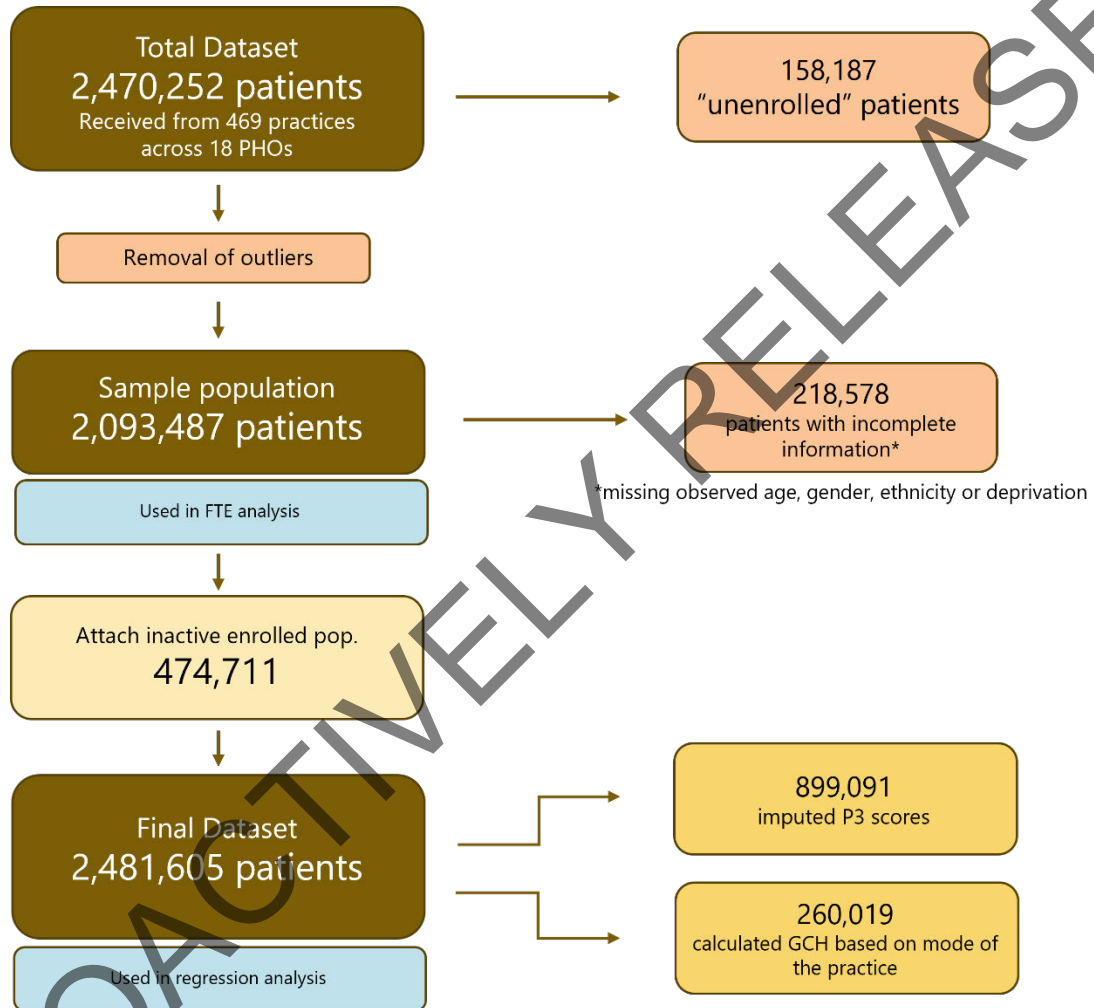 Total Dataset
2,470,252 patients
Received from 469 practices
across 18 PHOs
158,187
"unenrolled" patients
Removal of outliers
Sample population
2,093,487 patients
218,578
patients with incomplete
information*
Used in FTE analysis
*missing observed age, gender, ethnicity or deprivation
Attach inactive enrolled pop.
474,711
Final Dataset
2,481,605 patients
899,091
imputed P3 scores
260,019
calculated GCH based on mode of
the practice
Used in regression analysis
OACTIVELY RELEASE